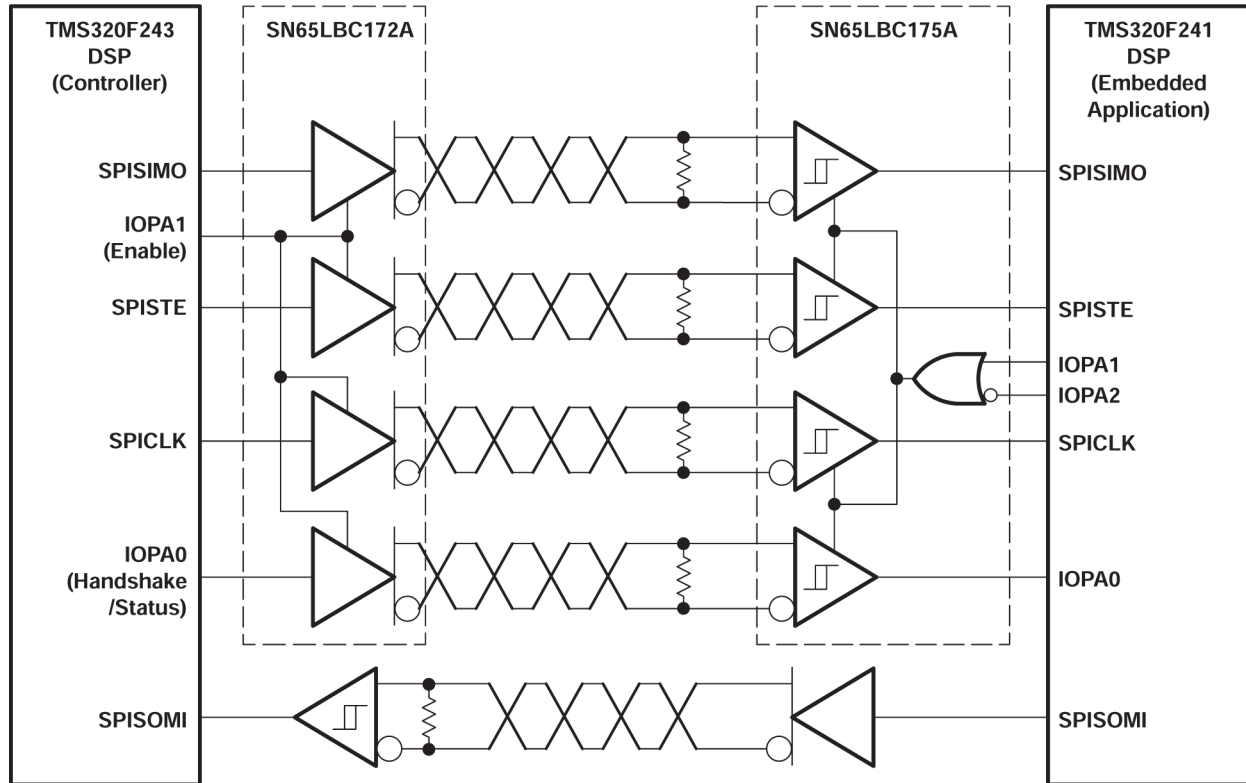 TMS320F243
DSP
(Controller)
SN65LBC172A
SN65LBC175A
TMS320F241
DSP
(Embedded
Application)
SPISIMO
SPISIMO
IOPA1
(Enable)
SPISTE
SPISTE
IOPA1
IOPA2
SPICLK
SPICLK
IOPA0
(Handshake
/Status)
IOPA0
SPISOMI
SPISOMI